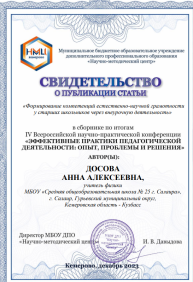 НМЦ
КЕМЕРОВО
Муниципальное бюджетное образовательное учреждение
дополнительного профессионального образования
«Научно-методический центр»
СВИДЕТЕЛЬСТВО
О ПУБЛИКАЦИИ СТАТЬИ
«Формирование компетенций естественно-научной грамотности
у старших школьников через внеурочную деятельность»
в сборнике по итогам
IV Всероссийской научно-практической конференции
«ЭФФЕКТИВНЫЕ ПРАКТИКИ ПЕДАГОГИЧЕСКОЙ
ДЕЯТЕЛЬНОСТИ: ОПЫТ, ПРОБЛЕМЫ И РЕШЕНИЯ»
АВТОР(Ы):
ДОСОВА
АННА АЛЕКСЕЕВНА,
учитель физики
МБОУ «Средняя общеобразовательная школа № 25 г. Салаира»,
г. Салаир, Гурьевский муниципальный округ,
Кемеровская область - Кузбасс
Директор МБОУ ДПО
«Научно-методический центр»
И. В. Давыдова
Кемерово, декабрь 2023